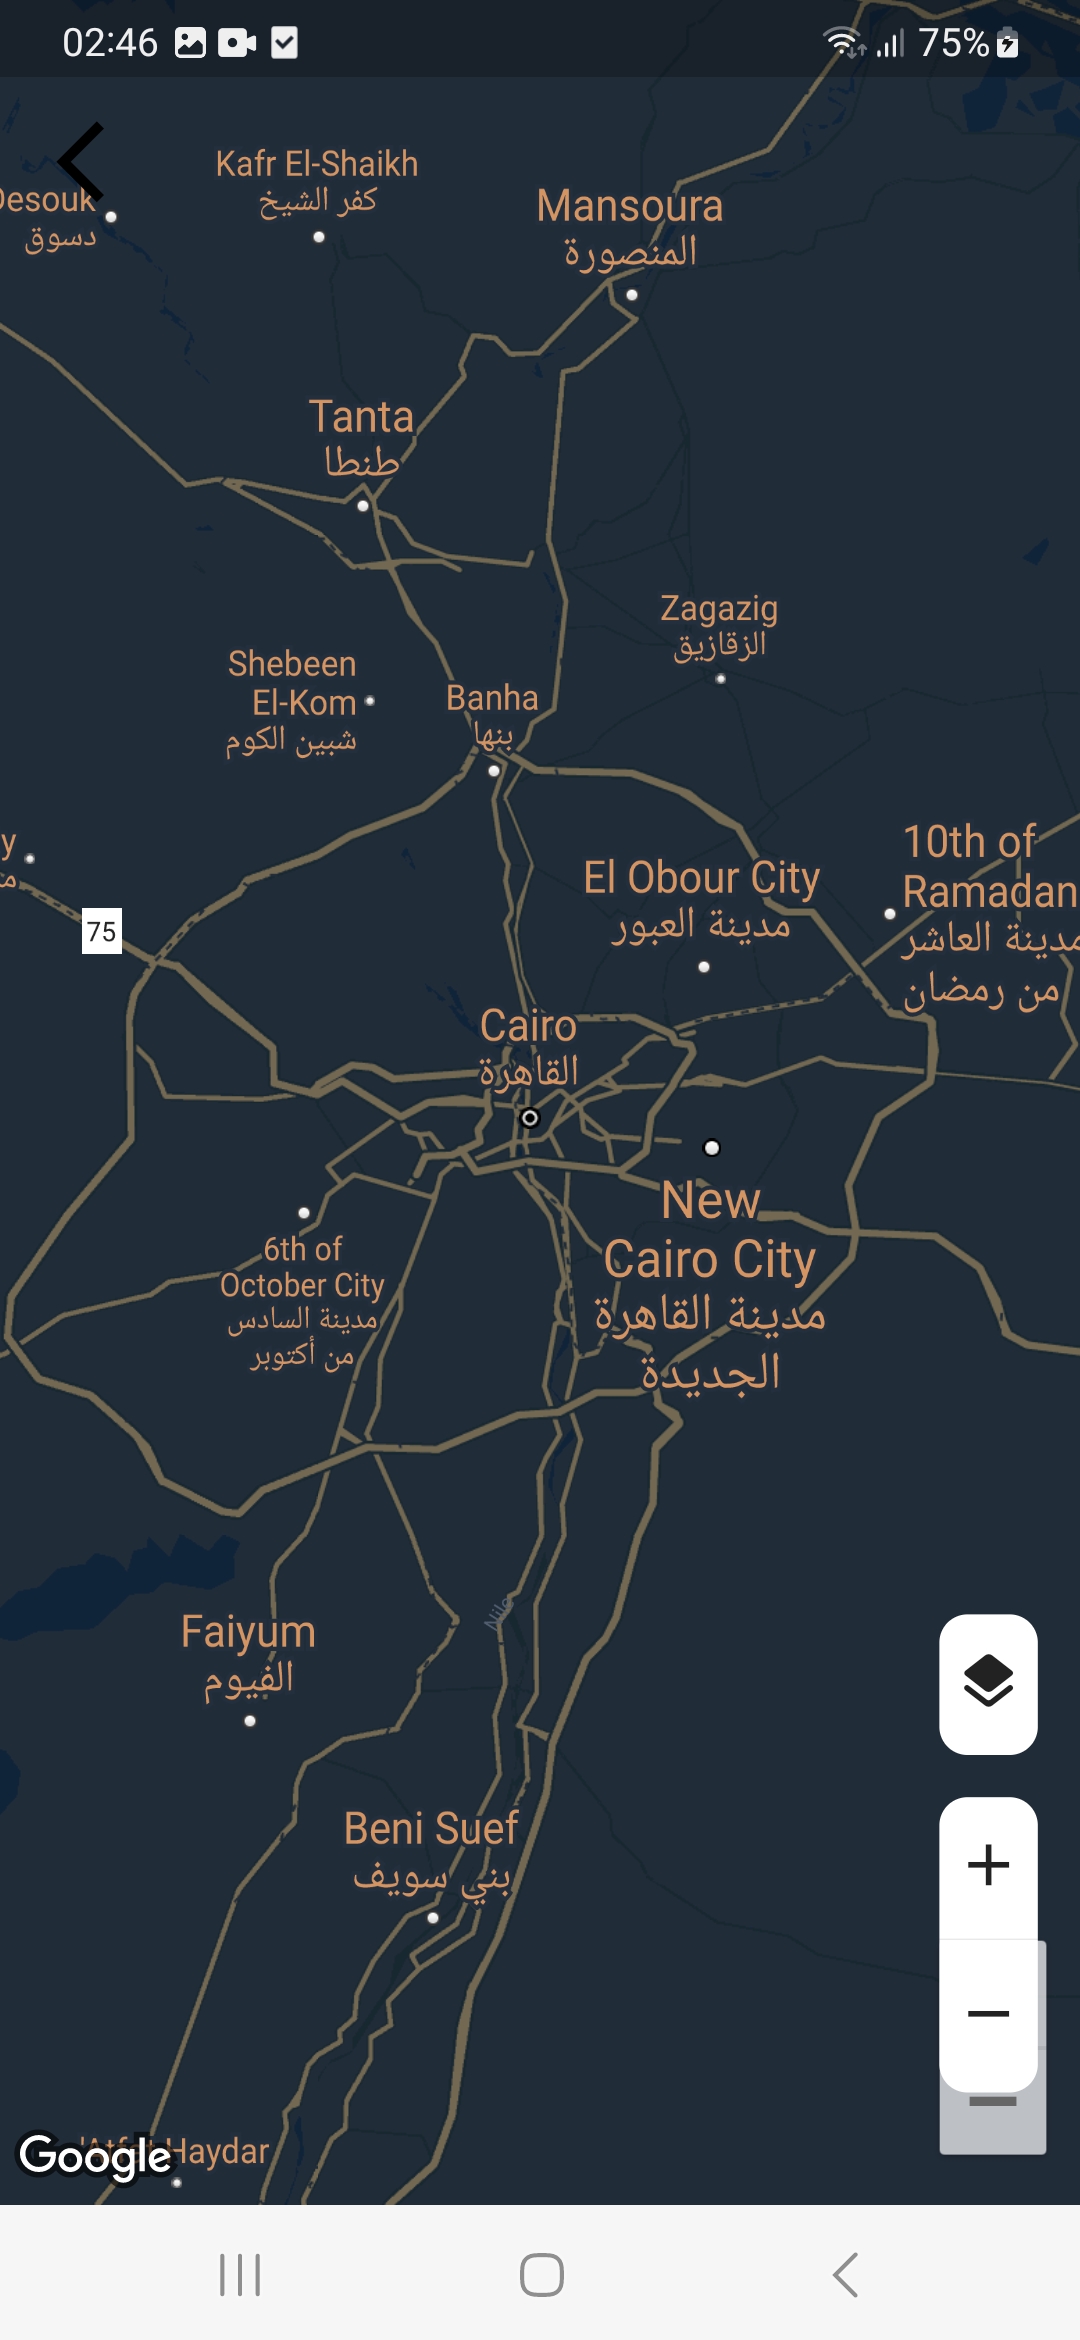 02:46
75%
Kafr El-Shaikh
كفر الشيخ
Desouk
دسوق
Mansoura
المنصورة
Tanta
طنطا
Zagazig
الزقازيق
Shebeen
El-Kom
شبين الكوم
Banha
بنها
y
10th of
Ramadan
مدينة العاشر
من رمضان
El Obour City
مدينة العبور
75
Cairo
القاهرة
New
Cairo City
مدينة القاهرة
الجديدة
6th of
October City
مدينة السادس
من أكتوبر
Nile
Faiyum
الفيوم
Beni Suef
بني سويف
Haydar
Google